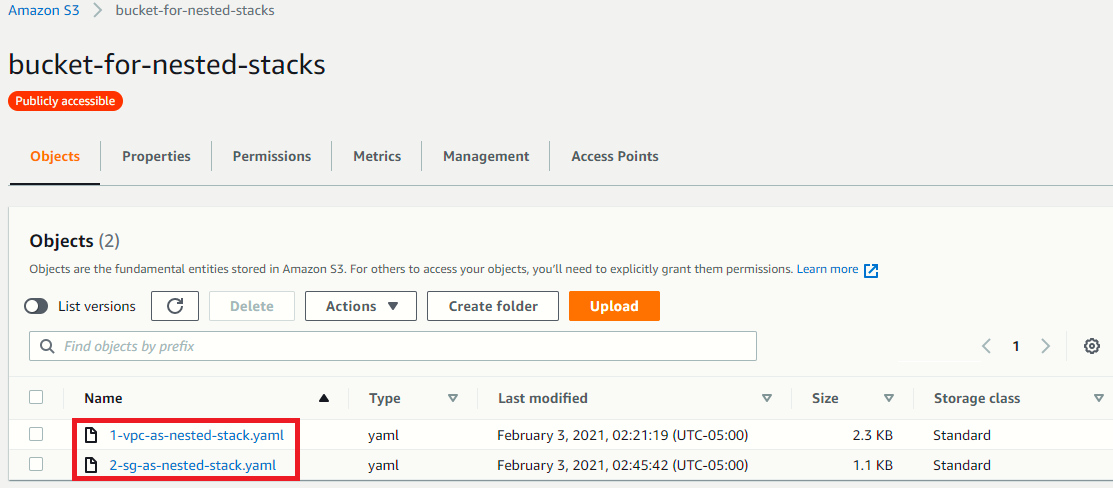 Amazon S3 > bucket-for-nested-stacks
bucket-for-nested-stacks
Publicly accessible
Objects Properties Permissions Metrics Management Access Points
Objects (2)
Objects are the fundamental entities stored in Amazon S3. For others to access your objects, you'll need to explicitly grant them permissions. Learn more
List versions Delete Actions Create folder Upload
Find objects by prefix 1
Name Type Last modified Size Storage class
1-vpc-as-nested-stack.yaml yaml February 3, 2021, 02:21:19 (UTC-05:00) 2.3 KB Standard
2-sg-as-nested-stack.yaml yaml February 3, 2021, 02:45:42 (UTC-05:00) 1.1 KB Standard